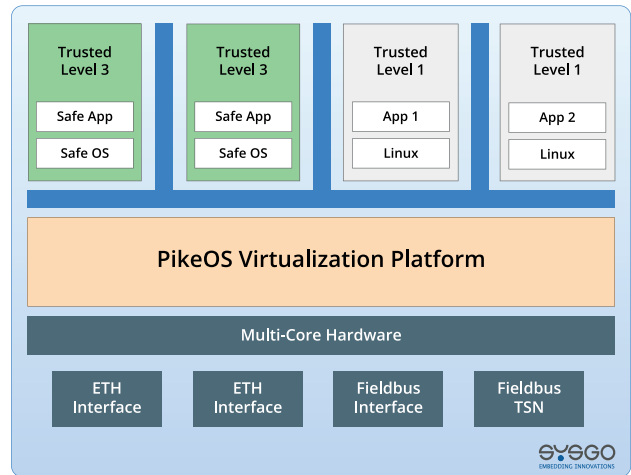 Trusted
Level 3
Safe App
Safe OS
Trusted
Level 3
Safe App
Safe OS
Trusted
Level 1
App 1
Linux
Trusted
Level 1
App 2
Linux
PikeOS Virtualization Platform
Multi-Core Hardware
ETH
Interface
ETH
Interface
Fieldbus
Interface
Fieldbus
TSN
SYSGO
EMBEDDING INNOVATIONS